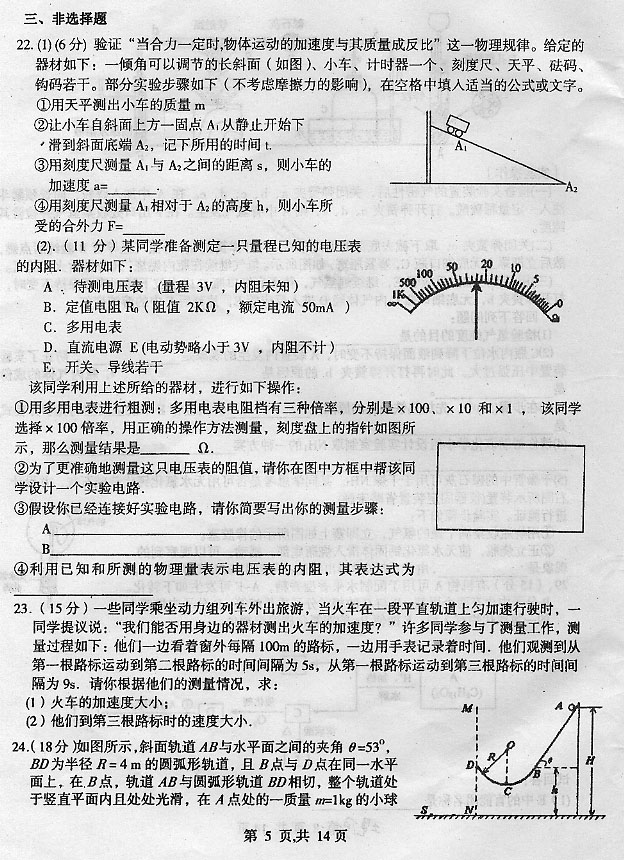 三、非选择题
22.(1)(6分) 验证“当合力一定时,物体运动的加速度与其质量成反比”这一物理规律。给定的
器材如下：一倾角可以调节的长斜面（如图）、小车、计时器一个、刻度尺、天平、砝码、
钩码若干。部分实验步骤如下（不考虑摩擦力的影响），在空格中填入适当的公式或文字。
①用天平测出小车的质量 m
②让小车自斜面上方一固点 A₁从静止开始下
滑到斜面底端 A₂，记下所用的时间 t.
③用刻度尺测量 A₁与 A₂之间的距离 s，则小车的
加速度 a=
④用刻度尺测量 A₁相对于 A₂的高度 h，则小车所
受的合外力 F=
A₁
A₂
(2).（11 分）某同学准备测定一只量程已知的电压表
的内阻．器材如下：
A．待测电压表（量程 3V ，内阻未知）
B．定值电阻 R₀（阻值 2KΩ ，额定电流 50mA ）
C．多用电表
D．直流电源 E (电动势略小于 3V ，内阻不计）
E．开关、导线若干
∞ 1K 500 100 50 20 10 5 0
该同学利用上述所给的器材，进行如下操作：
①用多用电表进行粗测：多用电表电阻档有三种倍率，分别是×100、×10 和×1 ， 该同学
选择×100 倍率，用正确的操作方法测量，刻度盘上的指针如图所
示，那么测量结果是 Ω.
②为了更准确地测量这只电压表的阻值,请你在图中方框中帮该同
学设计一个实验电路.
③假设你已经连接好实验电路，请你简要写出你的测量步骤：
A
B
④利用已知和所测的物理量表示电压表的内阻，其表达式为
23.（15 分）一些同学乘坐动力组列车外出旅游，当火车在一段平直轨道上匀加速行驶时，一
同学提议说：“我们能否用身边的器材测出火车的加速度？”许多同学参与了测量工作，测
量过程如下：他们一边看着窗外每隔 100m 的路标，一边用手表记录着时间．他们观测到从
第一根路标运动到第二根路标的时间间隔为 5s，从第一根路标运动到第三根路标的时间间
隔为 9s．请你根据他们的测量情况，求：
(1) 火车的加速度大小；
(2) 他们到第三根路标时的速度大小.
24.（18 分)如图所示,斜面轨道 AB 与水平面之间的夹角 θ=53⁰,
BD 为半径 R = 4 m 的圆弧形轨道，且 B 点与 D 点在同一水平
面上，在 B 点，轨道 AB 与圆弧形轨道 BD 相切，整个轨道处
于竖直平面内且处处光滑，在 A 点处的一质量 m=1kg 的小球
M
A
O
R
D
B
θ
C
H
h
S
N
第 5 页,共 14 页